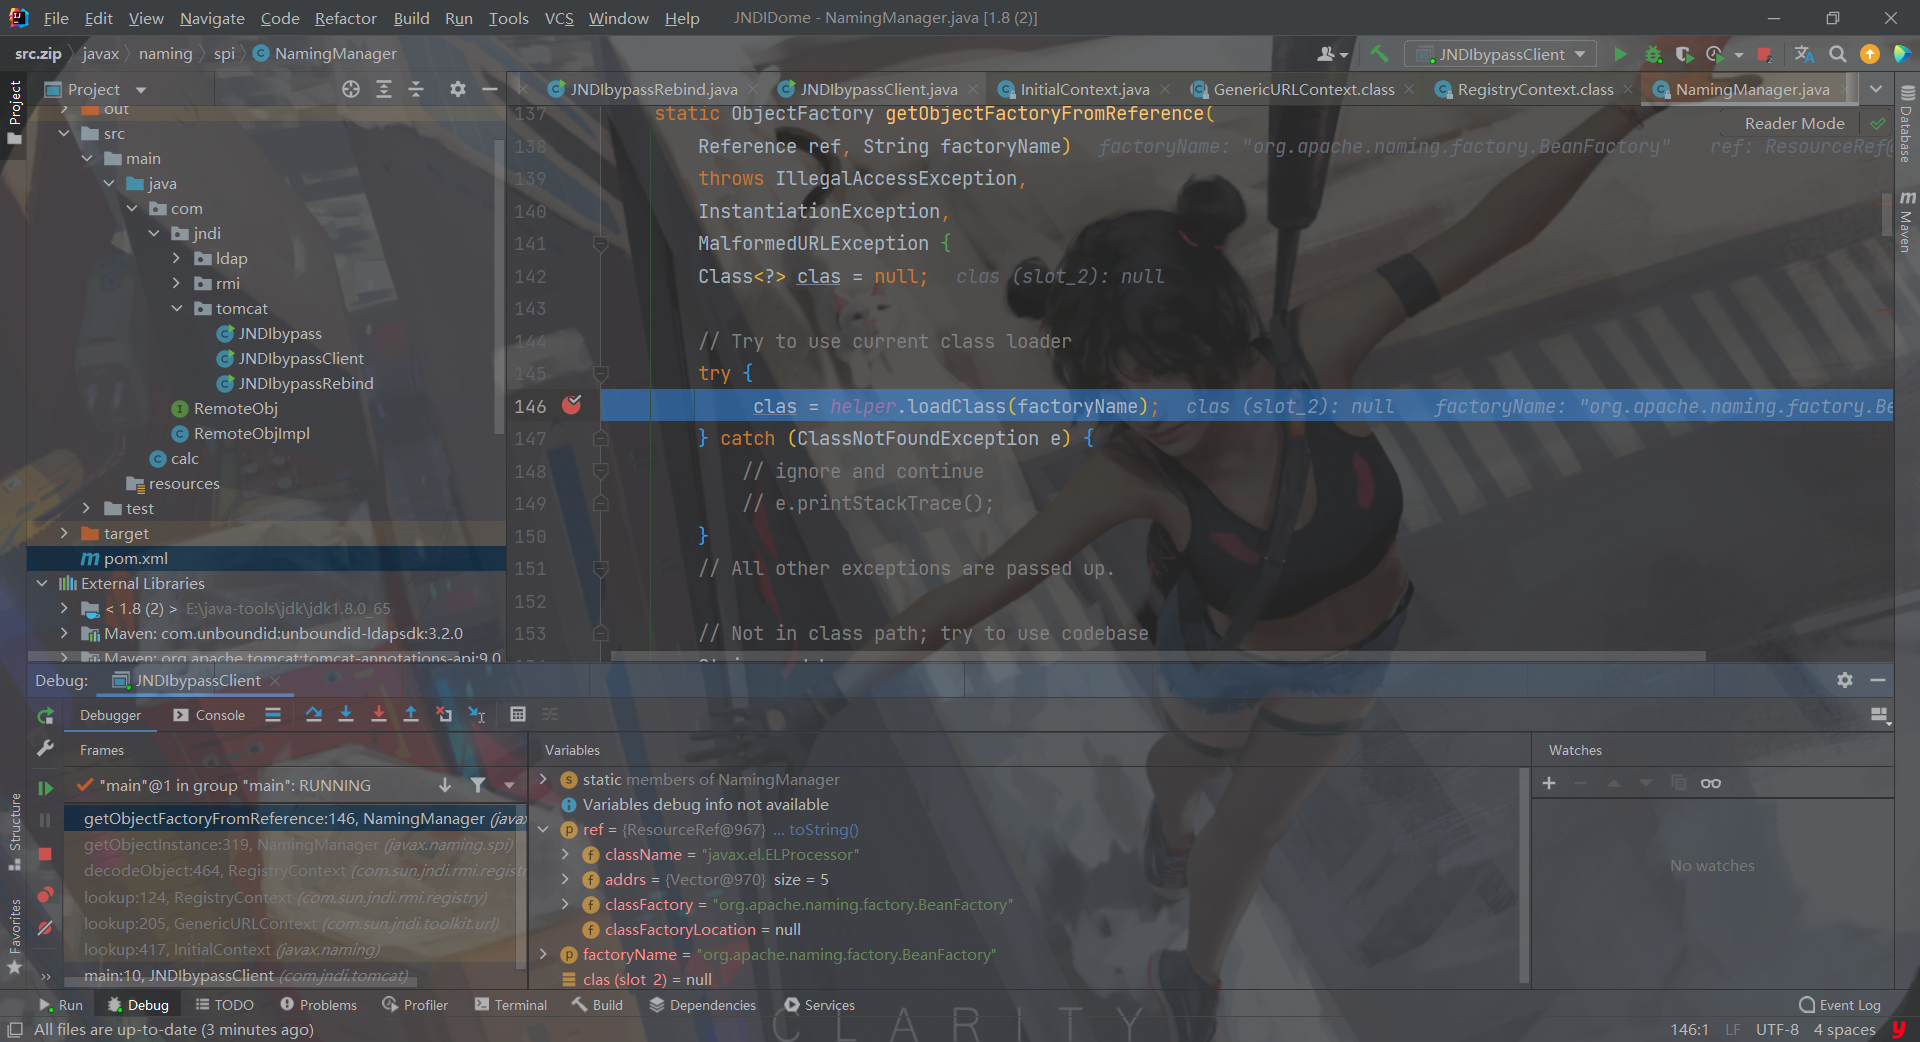 File Edit View Navigate Code Refactor Build Run Tools VCS Window Help JNDIDome - NamingManager.java [1.8 (2)]
src.zip javax naming spi NamingManager JNDIbypassClient
Project
JNDIbypassRebind.java JNDIbypassClient.java InitialContext.java GenericURLContext.class RegistryContext.class NamingManager.java
Reader Mode
Project
Database
Maven
out
src
main
java
com
jndi
ldap
rmi
tomcat
JNDIbypass
JNDIbypassClient
JNDIbypassRebind
RemoteObj
RemoteObjImpl
calc
resources
test
target
pom.xml
External Libraries
< 1.8 (2) > E:\java-tools\jdk\jdk1.8.0_65
Maven: com.unboundid:unboundid-ldapsdk:3.2.0
Maven: org.apache.tomcat:tomcat-annotations-api:9.0
137 static ObjectFactory getObjectFactoryFromReference(
138 Reference ref, String factoryName) factoryName: "org.apache.naming.factory.BeanFactory" ref: ResourceRef@
139 throws IllegalAccessException,
140 InstantiationException,
141 MalformedURLException {
142 Class<?> clas = null; clas (slot_2): null
143
144 // Try to use current class loader
145 try {
146 clas = helper.loadClass(factoryName); clas (slot_2): null factoryName: "org.apache.naming.factory.Be
147 } catch (ClassNotFoundException e) {
148 // ignore and continue
149 // e.printStackTrace();
150 }
151 // All other exceptions are passed up.
152
153 // Not in class path; try to use codebase
Debug: JNDIbypassClient
Debugger Console
Frames
"main"@1 in group "main": RUNNING
getObjectFactoryFromReference:146, NamingManager (javax
getObjectInstance:319, NamingManager (javax.naming.spi)
decodeObject:464, RegistryContext (com.sun.jndi.rmi.registr
lookup:124, RegistryContext (com.sun.jndi.rmi.registry)
lookup:205, GenericURLContext (com.sun.jndi.toolkit.url)
lookup:417, InitialContext (javax.naming)
main:10, JNDIbypassClient (com.jndi.tomcat)
Variables
static members of NamingManager
Variables debug info not available
ref = {ResourceRef@967} ... toString()
className = "javax.el.ELProcessor"
addrs = {Vector@970} size = 5
classFactory = "org.apache.naming.factory.BeanFactory"
classFactoryLocation = null
factoryName = "org.apache.naming.factory.BeanFactory"
clas (slot_2) = null
Watches
No watches
Structure
Favorites
Run Debug TODO Problems Profiler Terminal Build Dependencies Services Event Log
CLARITY
All files are up-to-date (3 minutes ago) 146:1 LF UTF-8 4 spaces